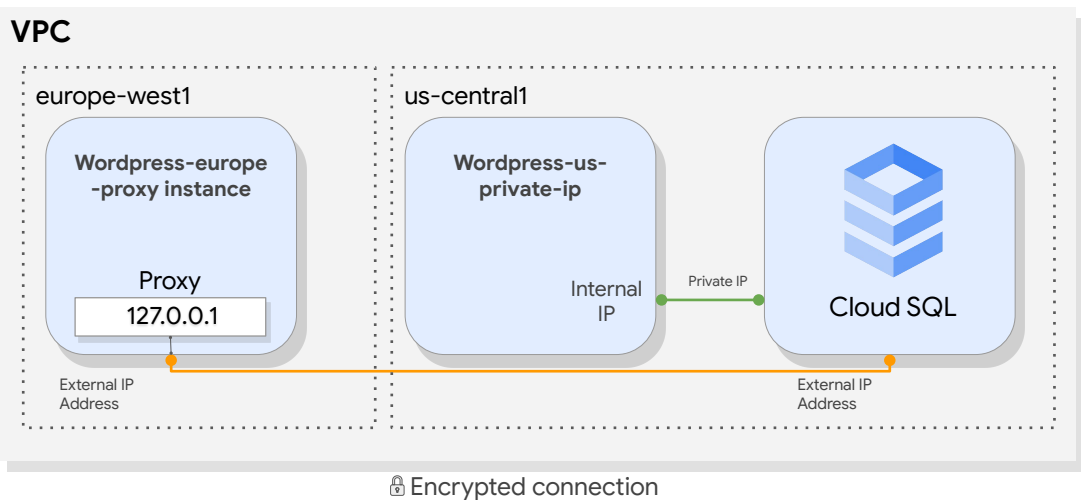 VPC
europe-west1
Wordpress-europe
-proxy instance
Proxy
127.0.0.1
External IP
Address
us-central1
Wordpress-us-
private-ip
Internal
IP
Private IP
Cloud SQL
External IP
Address
Encrypted connection